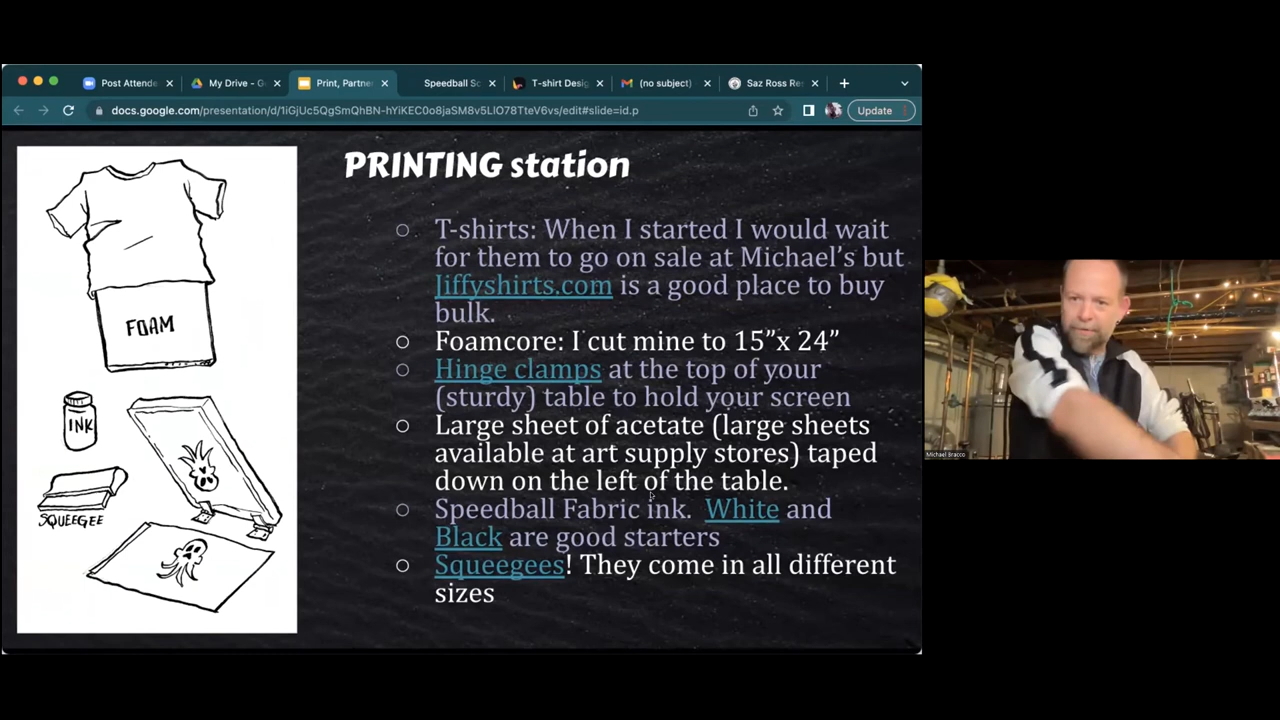 Post Attende
My Drive - G
Print, Partne
Speedball Sc
T-shirt Desig
(no subject)
Saz Ross Re
docs.google.com/presentation/d/1iGjUc5QgSmQhBN-hYiKEC0o8jaSM8v5LIO78TteV6vs/edit#slide=id.p
Update
PRINTING station
T-shirts: When I started I would wait
for them to go on sale at Michael’s but
Jiffyshirts.com is a good place to buy
bulk.
Foamcore: I cut mine to 15”x 24”
Hinge clamps at the top of your
(sturdy) table to hold your screen
Large sheet of acetate (large sheets
available at art supply stores) taped
down on the left of the table.
Speedball Fabric ink. White and
Black are good starters
Squeegees! They come in all different
sizes
FOAM
INK
SQUEEGEE
Michael Bracco